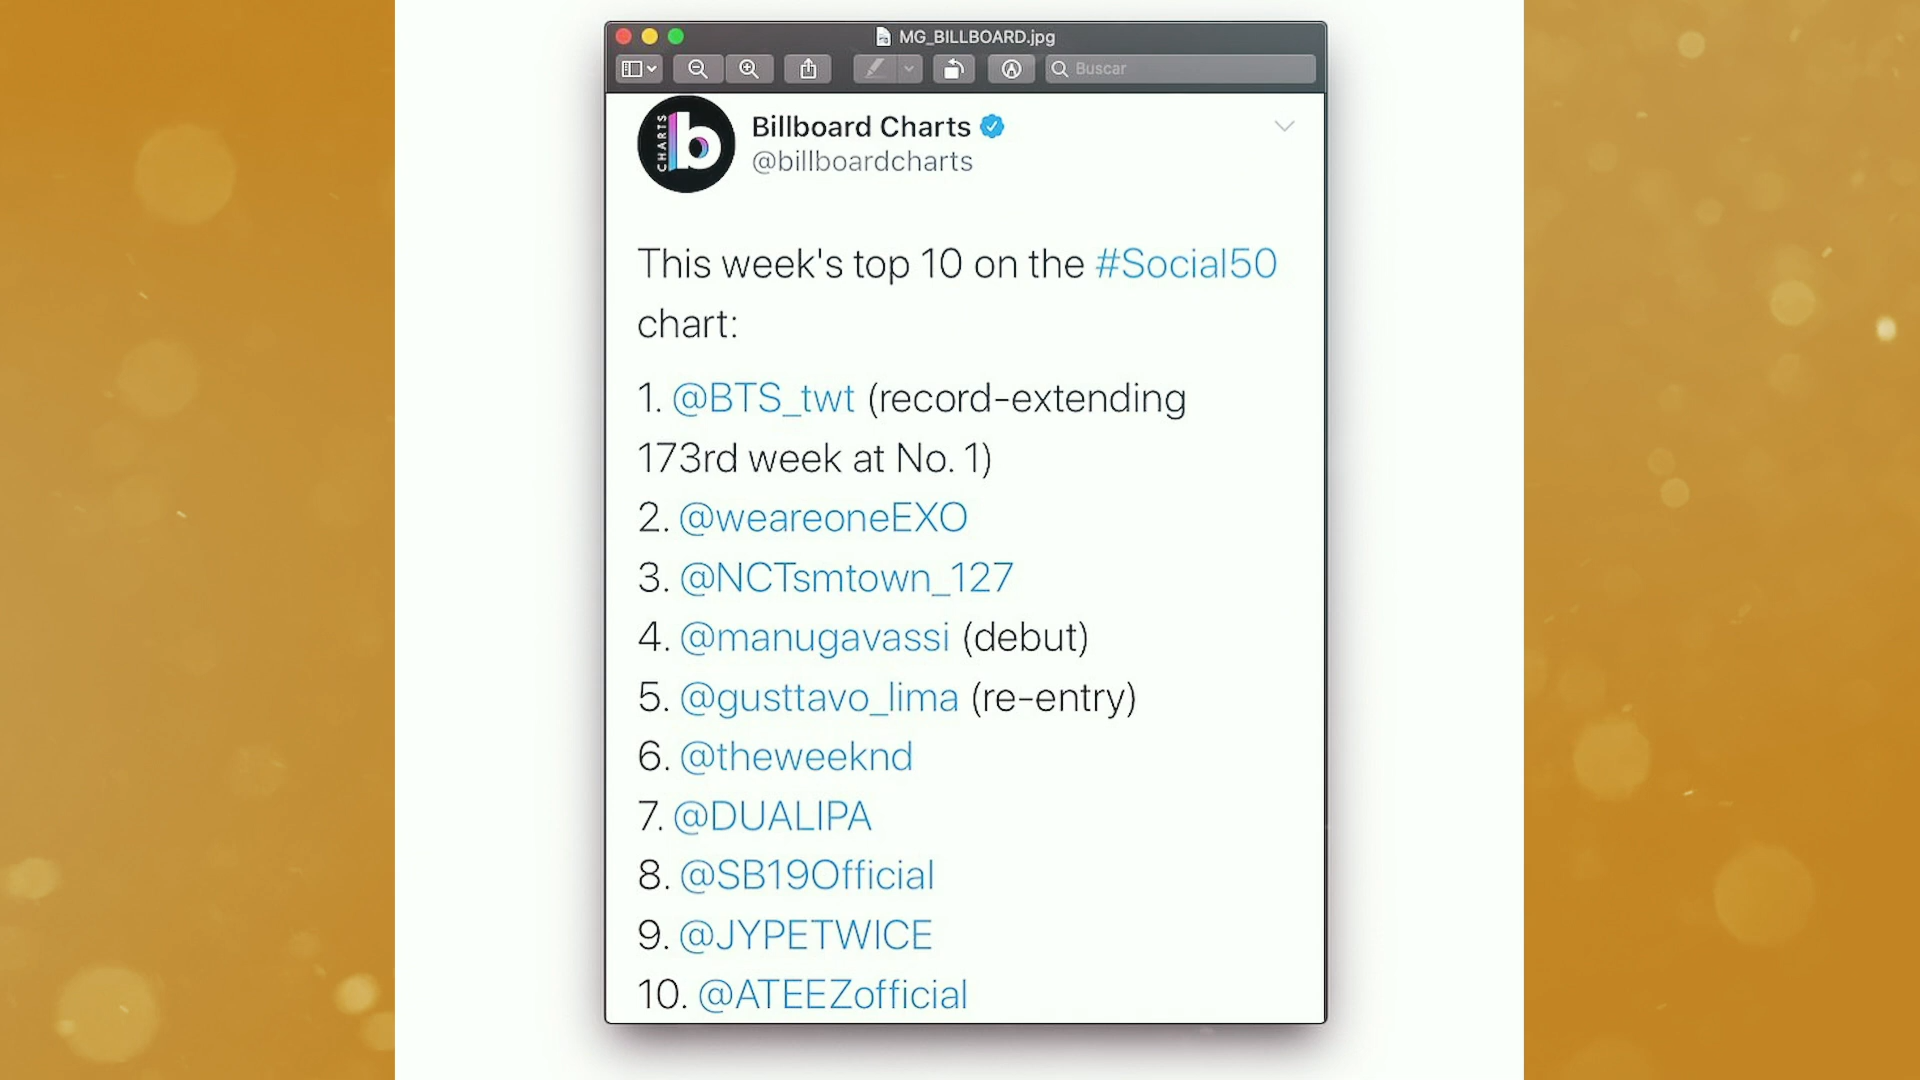 MG_BILLBOARD.jpg
Buscar
CHARTS
b
Billboard Charts
@billboardcharts
This week's top 10 on the #Social50
chart:
1. @BTS_twt (record-extending
173rd week at No. 1)
2. @weareoneEXO
3. @NCTsmtown_127
4. @manugavassi (debut)
5. @gusttavo_lima (re-entry)
6. @theweeknd
7. @DUALIPA
8. @SB19Official
9. @JYPETWICE
10. @ATEEZofficial